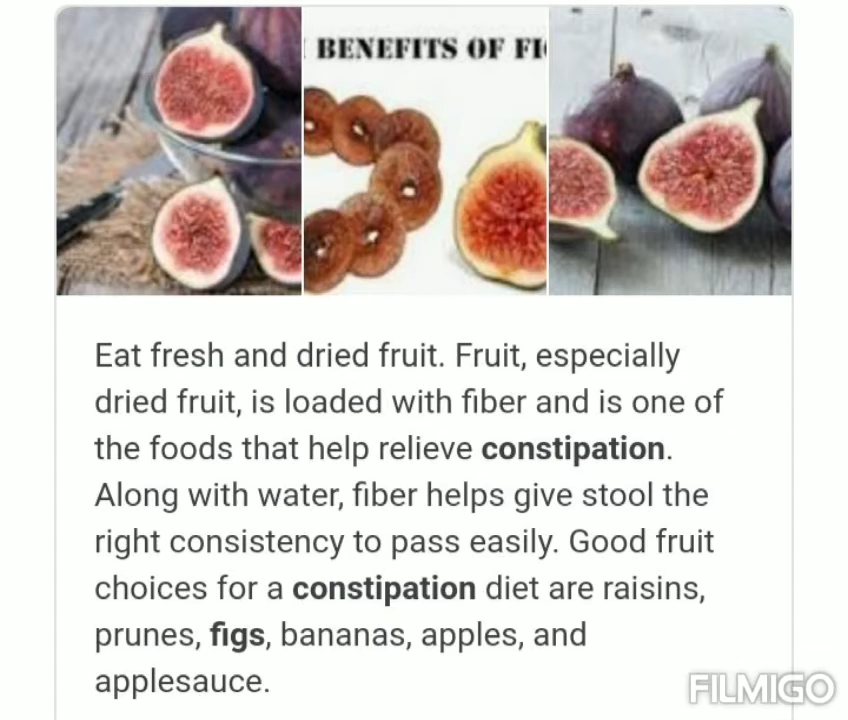 BENEFITS OF FI
Eat fresh and dried fruit. Fruit, especially
dried fruit, is loaded with fiber and is one of
the foods that help relieve constipation.
Along with water, fiber helps give stool the
right consistency to pass easily. Good fruit
choices for a constipation diet are raisins,
prunes, figs, bananas, apples, and
applesauce.
FILMIGO